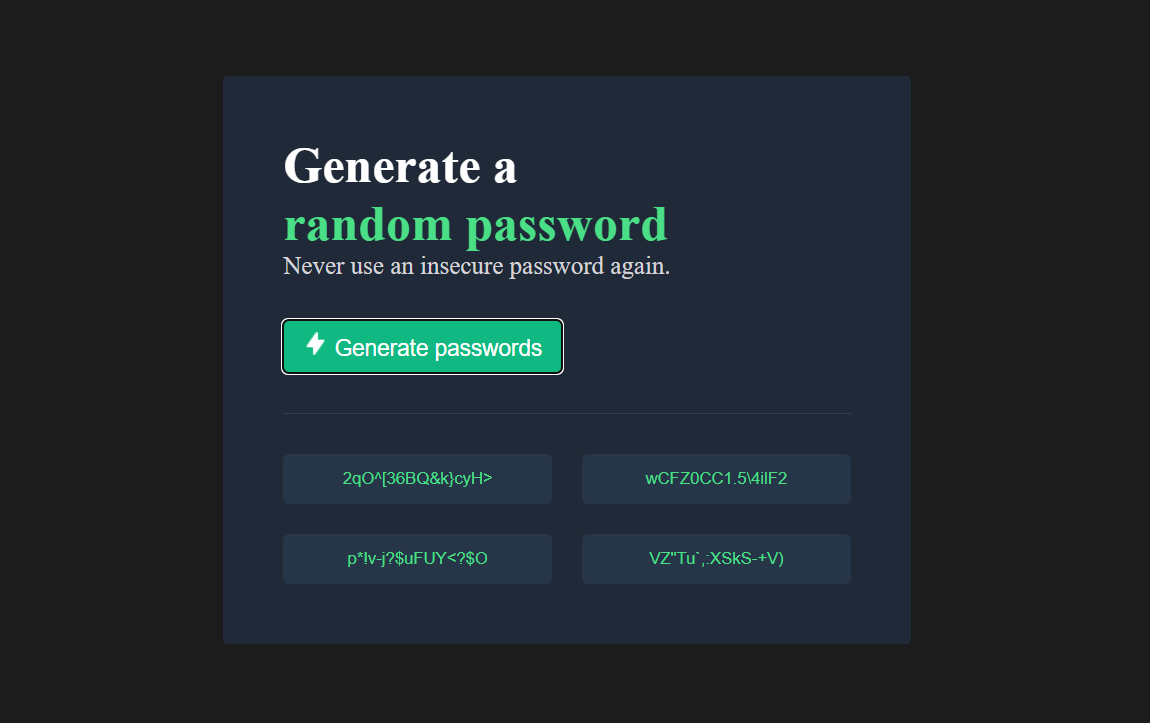 Generate a
random password
Never use an insecure password again.
Generate passwords
2qO^[36BQ&k}cyH>
wCFZ0CC1.5\4ilF2
p*!v-j?$uFUY<?$O
VZ"Tu`,:XSkS-+V)